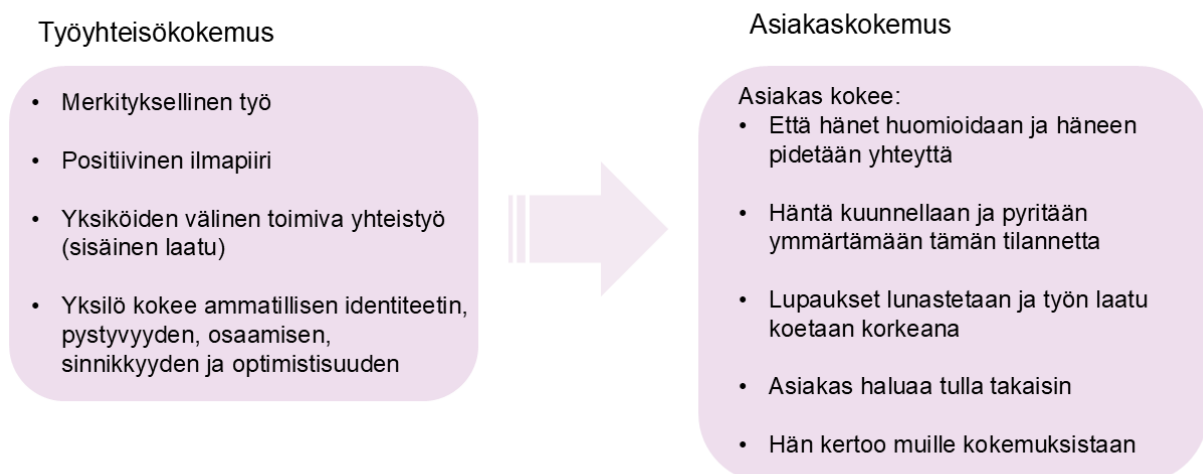 Työyhteisökokemus
• Merkityksellinen työ
• Positiivinen ilmapiiri
• Yksiköiden välinen toimiva yhteistyö
(sisäinen laatu)
• Yksilö kokee ammatillisen identiteetin,
pystyvyyden, osaamisen,
sinnikkyyden ja optimistisuuden
Asiakaskokemus
Asiakas kokee:
• Että hänet huomioidaan ja häneen
pidetään yhteyttä
• Häntä kuunnellaan ja pyritään
ymmärtämään tämän tilannetta
• Lupaukset lunastetaan ja työn laatu
koetaan korkeana
• Asiakas haluaa tulla takaisin
• Hän kertoo muille kokemuksistaan